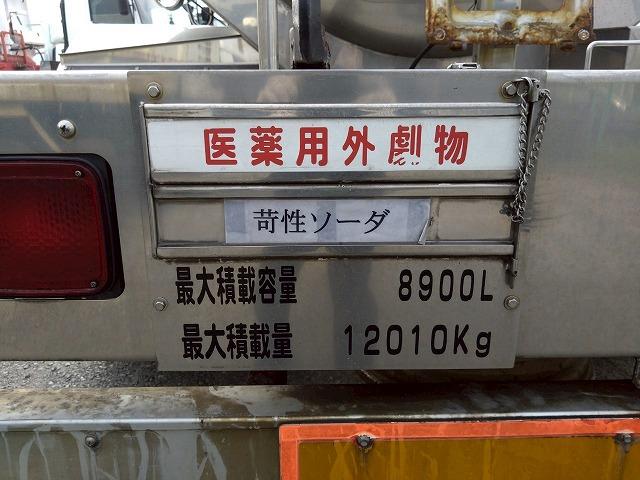 医薬用外劇物
苛性ソーダ
最大積載容量 8900L
最大積載量 12010Kg